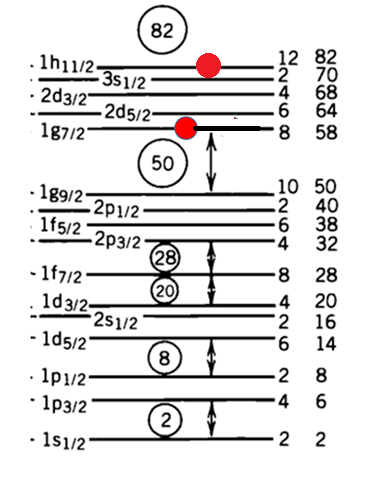 82
1h11/2 12 82
3s1/2 2 70
2d3/2 4 68
2d5/2 6 64
1g7/2 8 58
50
1g9/2 10 50
2p1/2 2 40
1f5/2 6 38
2p3/2 4 32
28
1f7/2 8 28
20
1d3/2 4 20
2s1/2 2 16
1d5/2 6 14
8
1p1/2 2 8
1p3/2 4 6
2
1s1/2 2 2